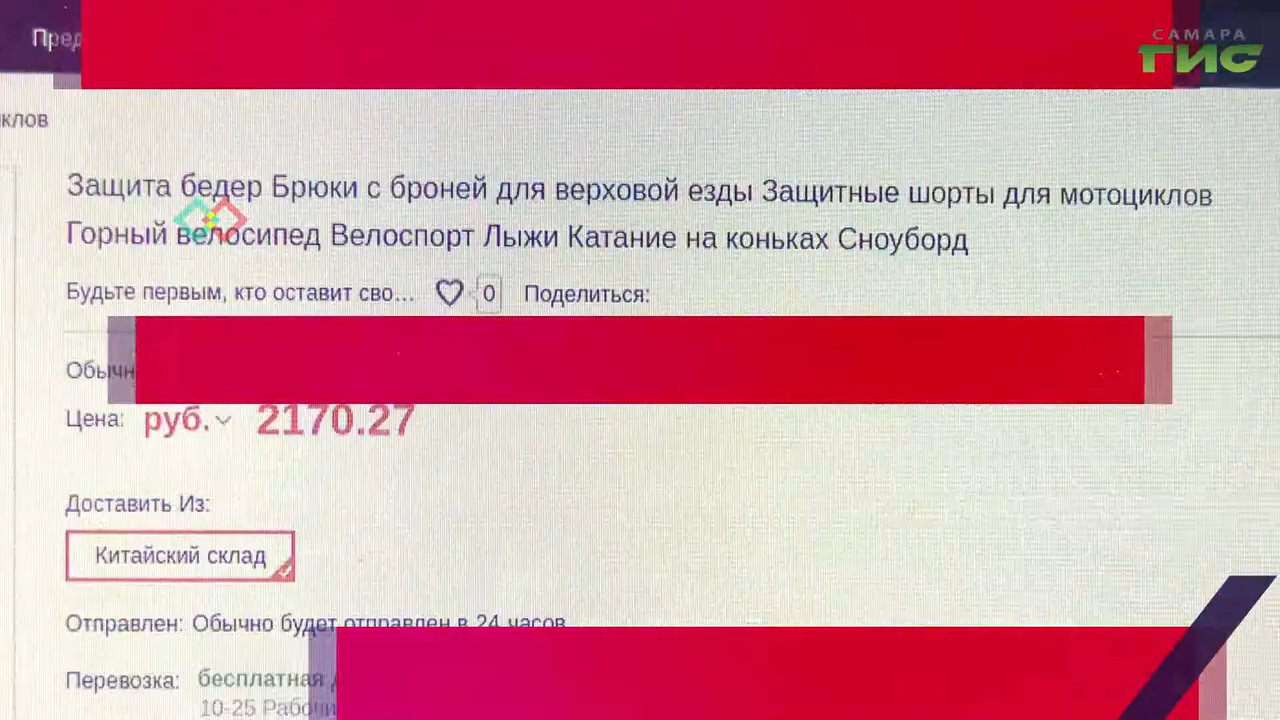 САМАРА
ГИС
клов
Защита бедер Брюки с броней для верховой езды Защитные шорты для мотоциклов
Горный велосипед Велоспорт Лыжи Катание на коньках Сноуборд
Будьте первым, кто оставит сво... 0 Поделиться:
Цена: руб. 2170.27
Доставить Из:
Китайский склад
Отправлен: Обычно будет отправлен в 24 часов
Перевозка: бесплатная
10-25